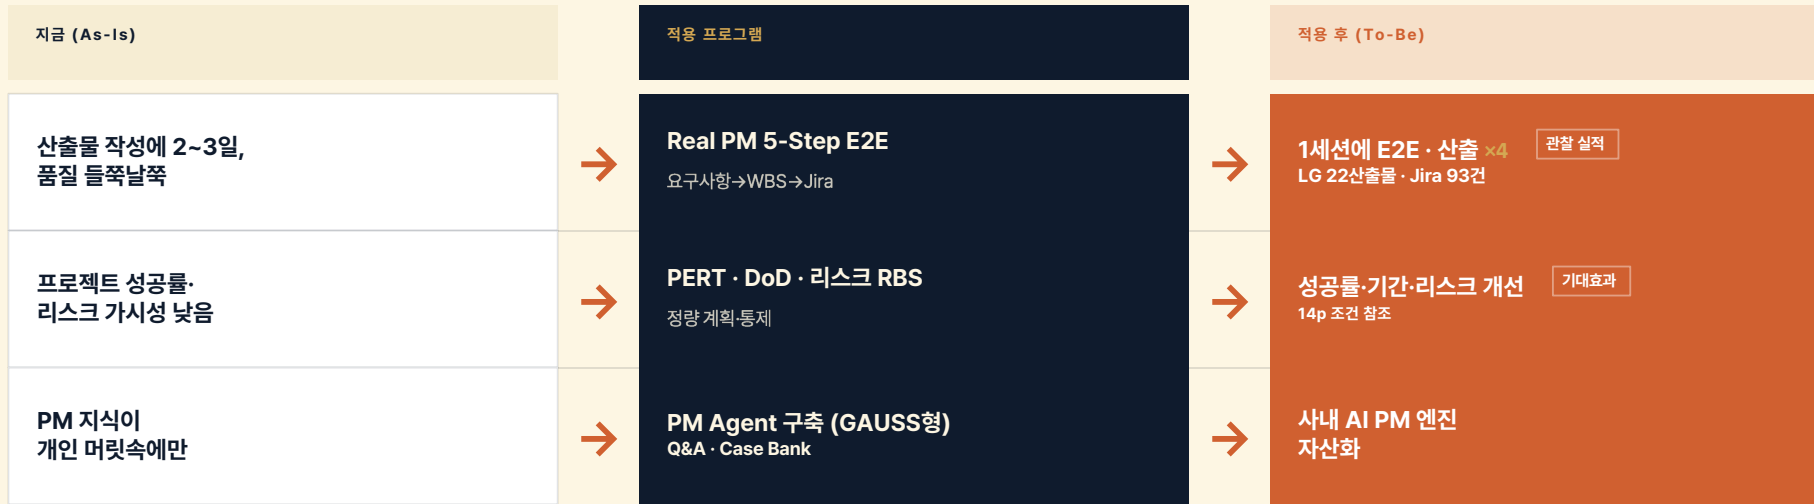 지금 (As-Is)
적용 프로그램
적용 후 (To-Be)
산출물 작성에 2~3일,
품질 들쭉날쭉
Real PM 5-Step E2E
요구사항→WBS→Jira
1세션에 E2E · 산출 ×4
관찰 실적
LG 22산출물 · Jira 93건
프로젝트 성공률·
리스크 가시성 낮음
PERT · DoD · 리스크 RBS
정량 계획·통제
성공률·기간·리스크 개선
기대효과
14p 조건 참조
PM 지식이
개인 머릿속에만
PM Agent 구축 (GAUSS형)
Q&A · Case Bank
사내 AI PM 엔진
자산화